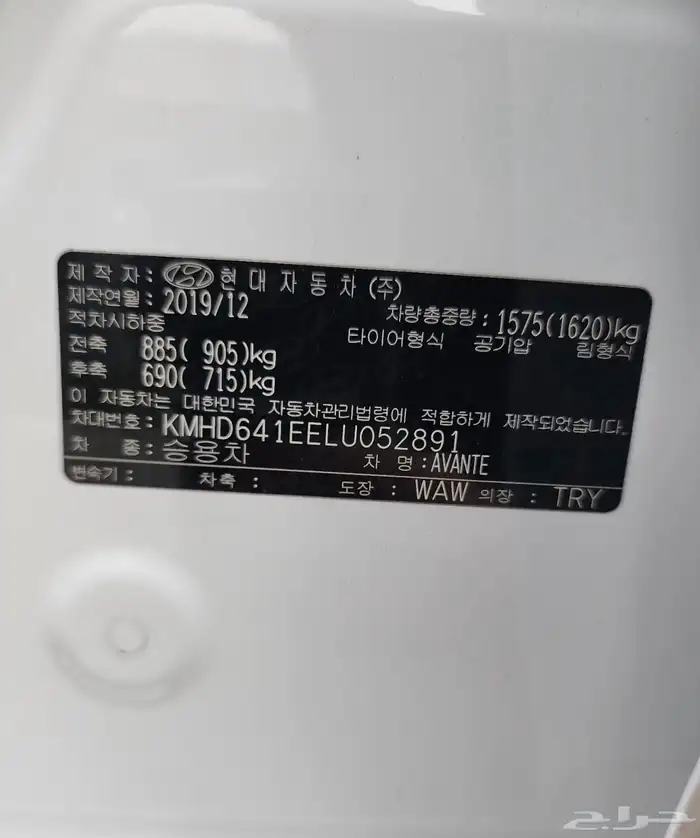 제 작 자 : 현 대 자 동 차 (주)
제작연월 : 2019/12 차량총중량 : 1575(1620)kg
적차시하중 타이어형식 공기압 림형식
전축 885( 905)kg
후축 690( 715)kg
이 자동차는 대한민국 자동차관리법령에 적합하게 제작되었습니다.
차대번호 : KMHD641EELU052891
차 종 : 승용차 차 명 : AVANTE
변속기 : 차축 : 도장 : WAW 의장 : TRY
حراج